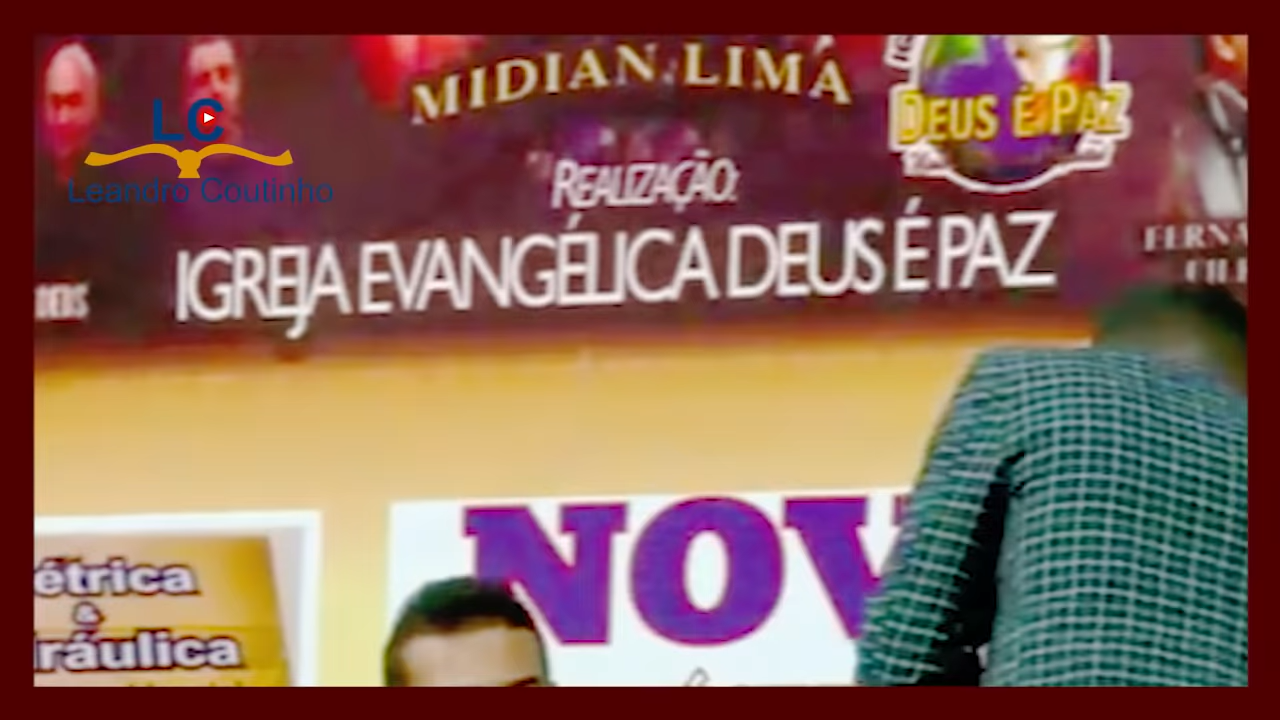 MIDIAN LIMA
DEUS É PAZ
LC
Leandro Coutinho
REALIZAÇÃO:
IGREJA EVANGÉLICA DEUS É PAZ
NOV
étrica
&
ráulica